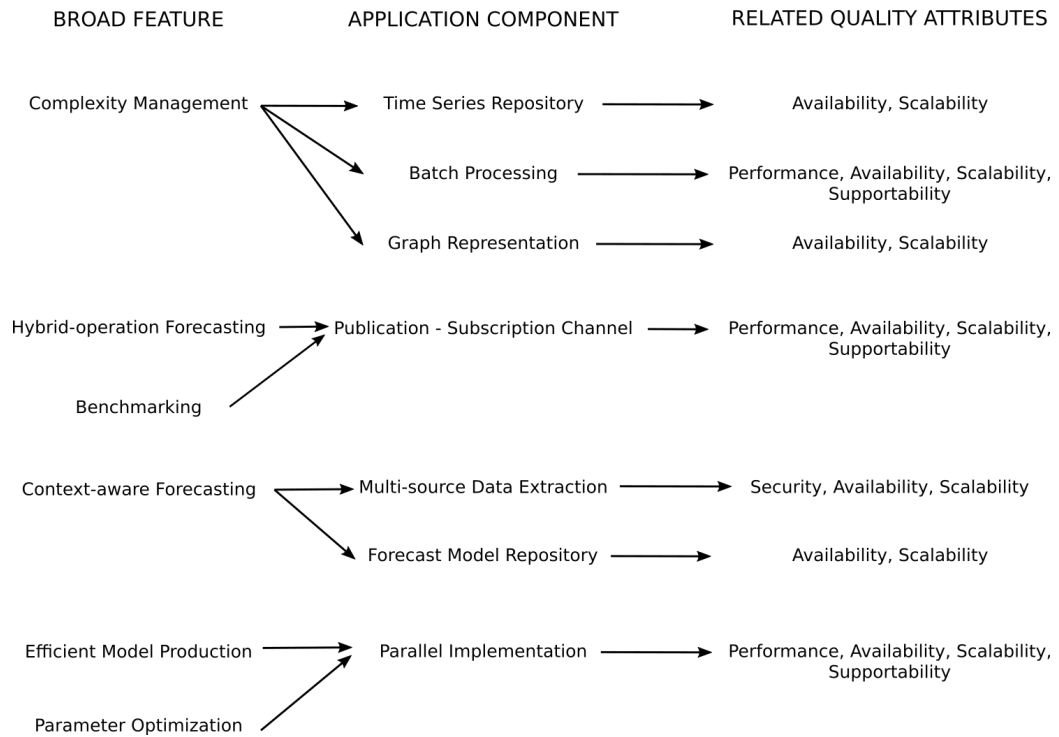 BROAD FEATURE
APPLICATION COMPONENT
RELATED QUALITY ATTRIBUTES
Complexity Management
Time Series Repository
Availability, Scalability
Batch Processing
Performance, Availability, Scalability,
Supportability
Graph Representation
Availability, Scalability
Hybrid-operation Forecasting
Publication - Subscription Channel
Performance, Availability, Scalability,
Supportability
Benchmarking
Context-aware Forecasting
Multi-source Data Extraction
Security, Availability, Scalability
Forecast Model Repository
Availability, Scalability
Efficient Model Production
Parallel Implementation
Performance, Availability, Scalability,
Supportability
Parameter Optimization